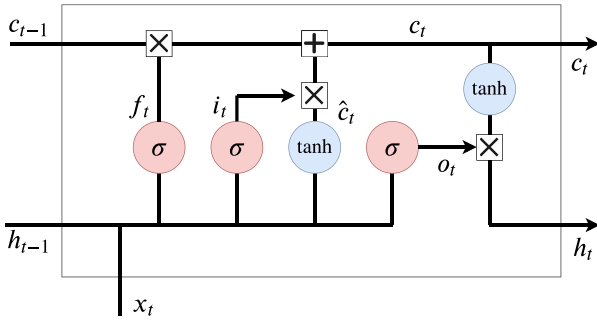 c_{t-1} × + c_t
c_t
tanh
f_t i_t × ĉ_t
σ σ tanh σ ×
o_t
h_{t-1} h_t
x_t